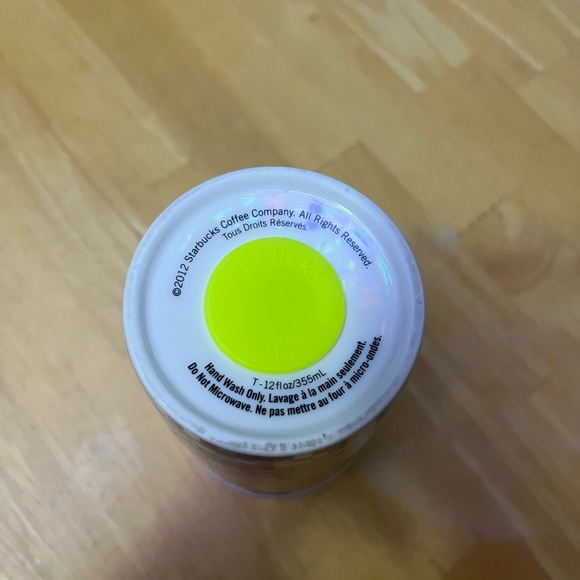 ©2012 Starbucks Coffee Company. All Rights Reserved.
Tous Droits Réservés.
STARBUCKS
T - 12floz/355mL
Hand Wash Only. Lavage à la main seulement.
Do Not Microwave. Ne pas mettre au four à micro-ondes.